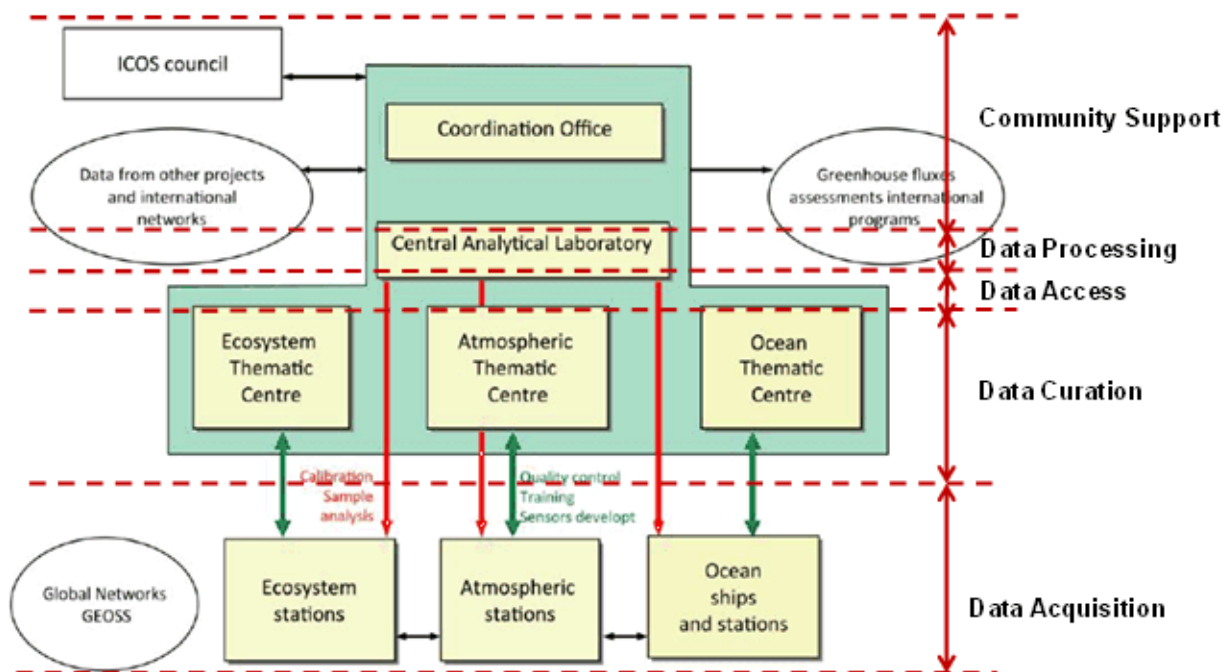 ICOS council
Coordination Office
Community Support
Data from other projects
and international
networks
Greenhouse fluxes
assessments international
programs
Central Analytical Laboratory
Data Processing
Data Access
Ecosystem
Thematic
Centre
Atmospheric
Thematic
Centre
Ocean
Thematic
Centre
Data Curation
Calibration
Sample
analysis
Quality control
Training
Sensors developt
Global Networks
GEOSS
Ecosystem
stations
Atmospheric
stations
Ocean
ships
and stations
Data Acquisition